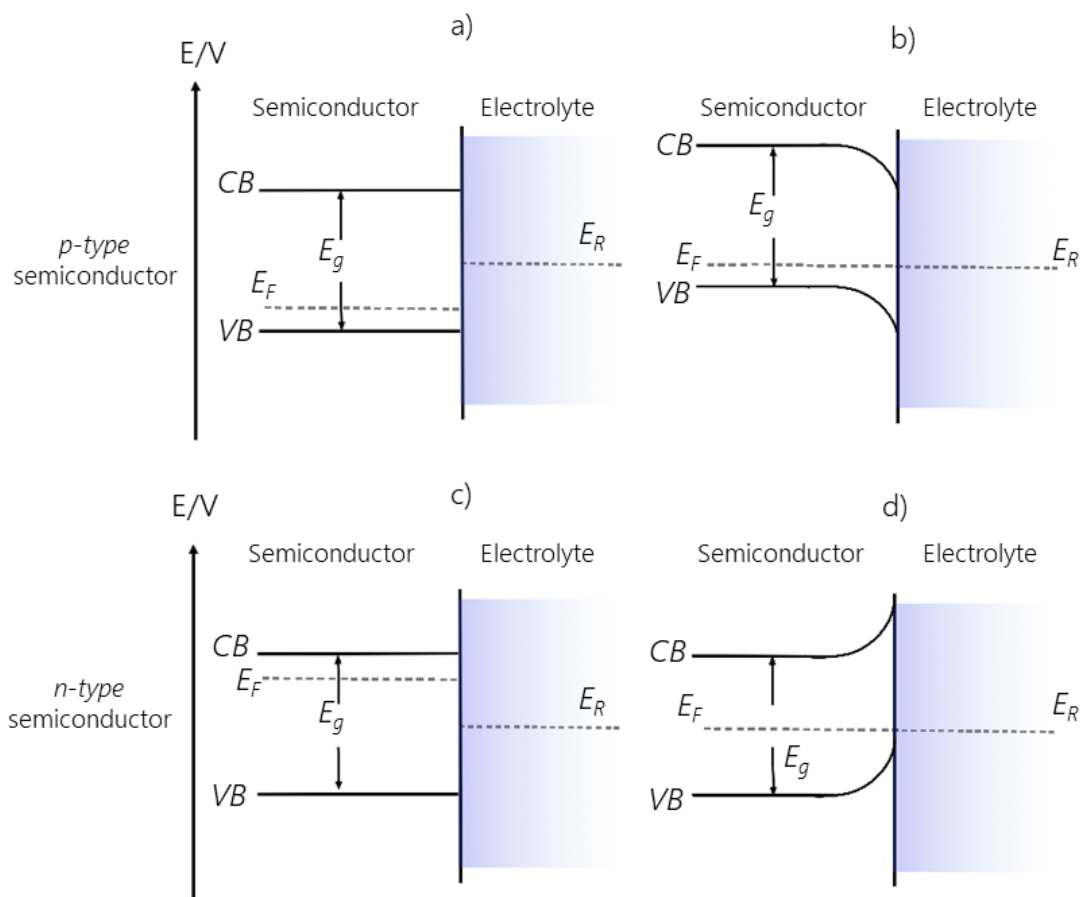 a)
b)
E/V
Semiconductor
Electrolyte
Semiconductor
Electrolyte
CB
CB
p-type
semiconductor
E_g
E_R
E_g
E_F
E_F
E_R
VB
VB
c)
d)
E/V
Semiconductor
Electrolyte
Semiconductor
Electrolyte
CB
CB
n-type
semiconductor
E_F
E_g
E_R
E_F
E_R
E_g
VB
VB